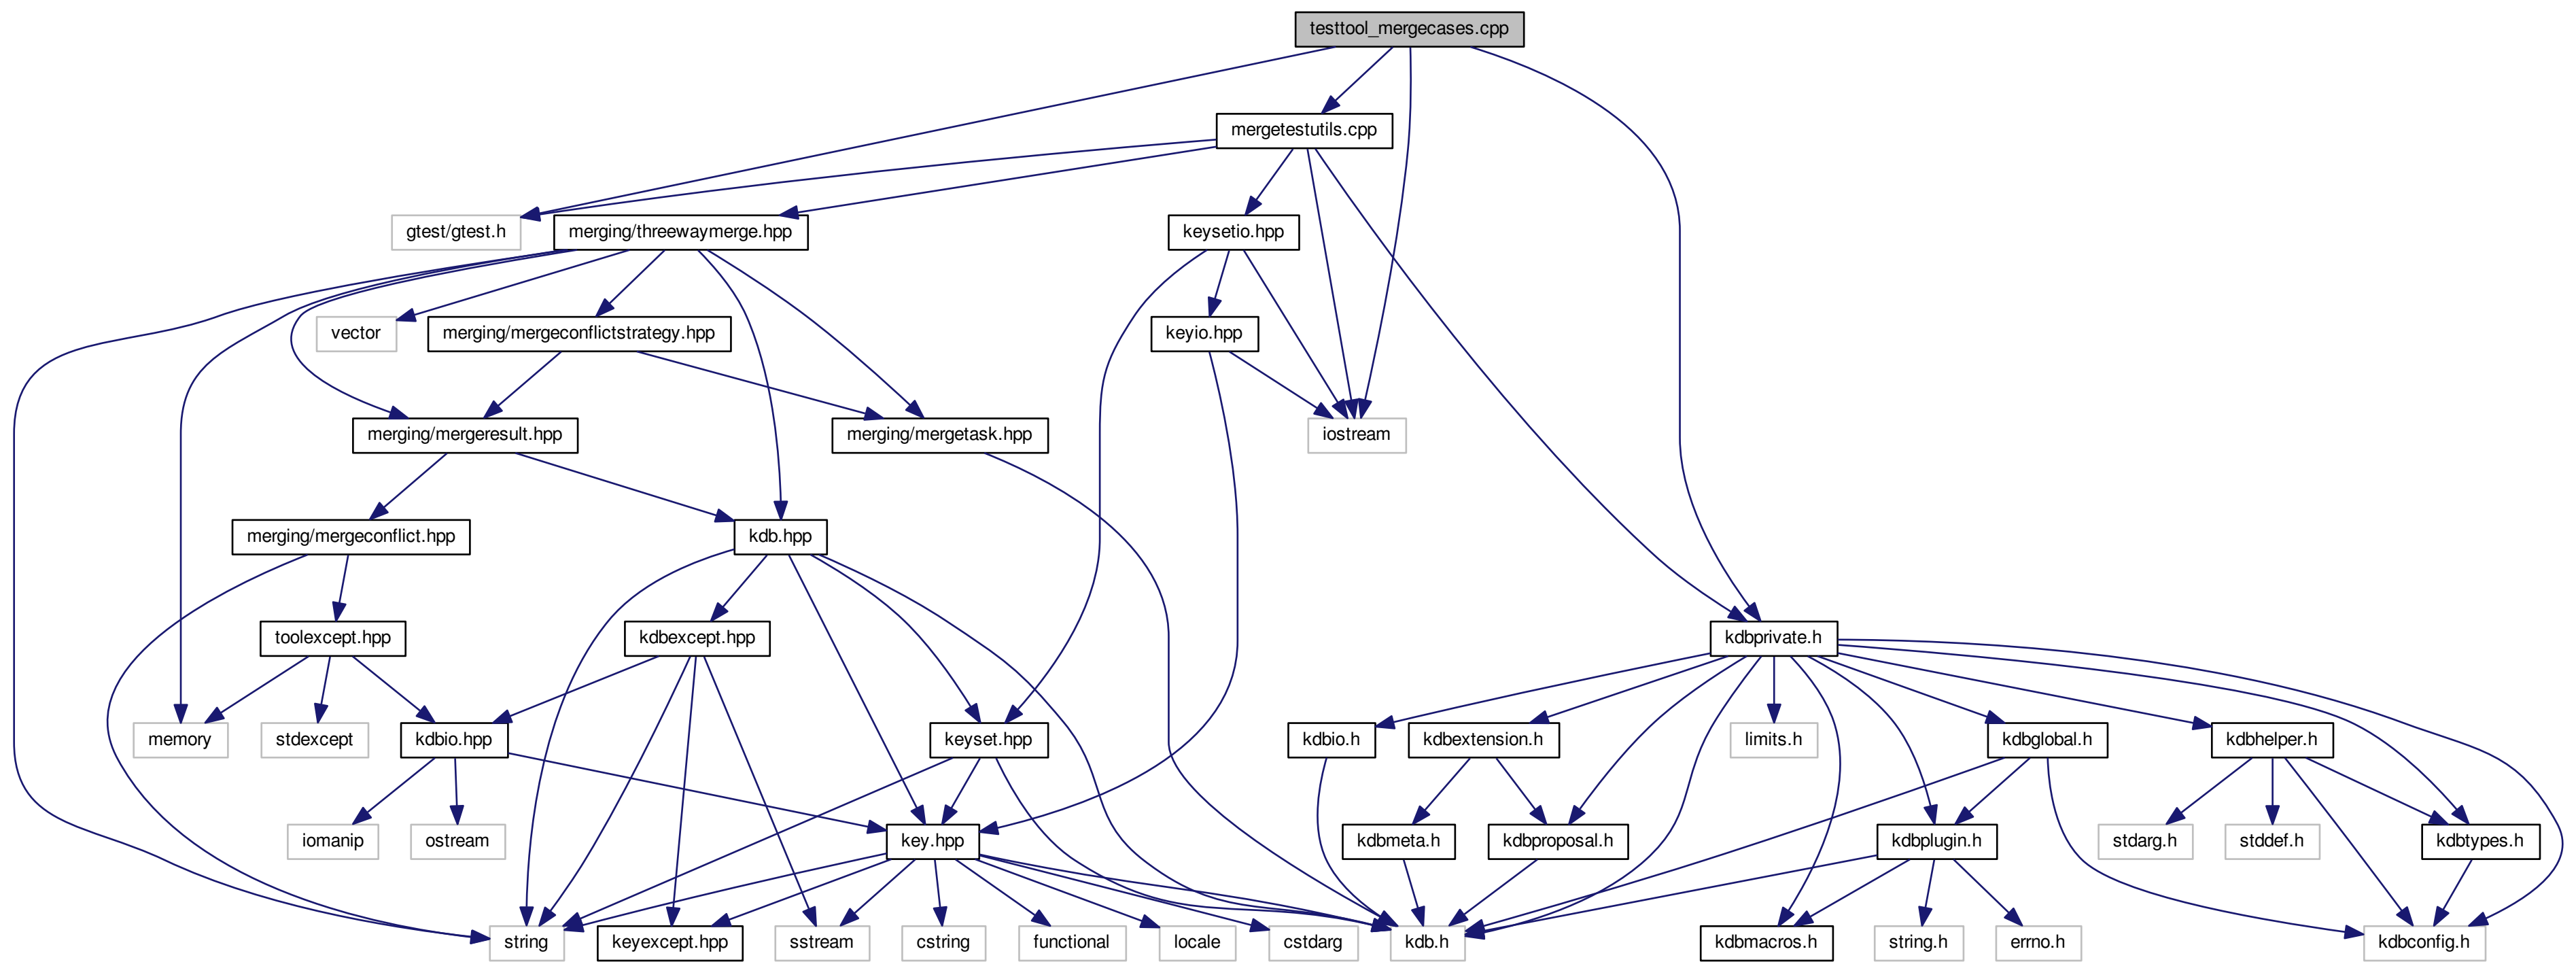 testtool_mergecases.cpp
mergetestutils.cpp
gtest/gtest.h
merging/threewaymerge.hpp
keysetio.hpp
vector
merging/mergeconflictstrategy.hpp
keyio.hpp
merging/mergeresult.hpp
merging/mergetask.hpp
iostream
merging/mergeconflict.hpp
kdb.hpp
toolexcept.hpp
kdbexcept.hpp
kdbprivate.h
memory
stdexcept
kdbio.hpp
keyset.hpp
kdbio.h
kdbextension.h
limits.h
kdbglobal.h
kdbhelper.h
iomanip
ostream
key.hpp
kdbmeta.h
kdbproposal.h
kdbplugin.h
stdarg.h
stddef.h
kdbtypes.h
string
keyexcept.hpp
sstream
cstring
functional
locale
cstdarg
kdb.h
kdbmacros.h
string.h
errno.h
kdbconfig.h